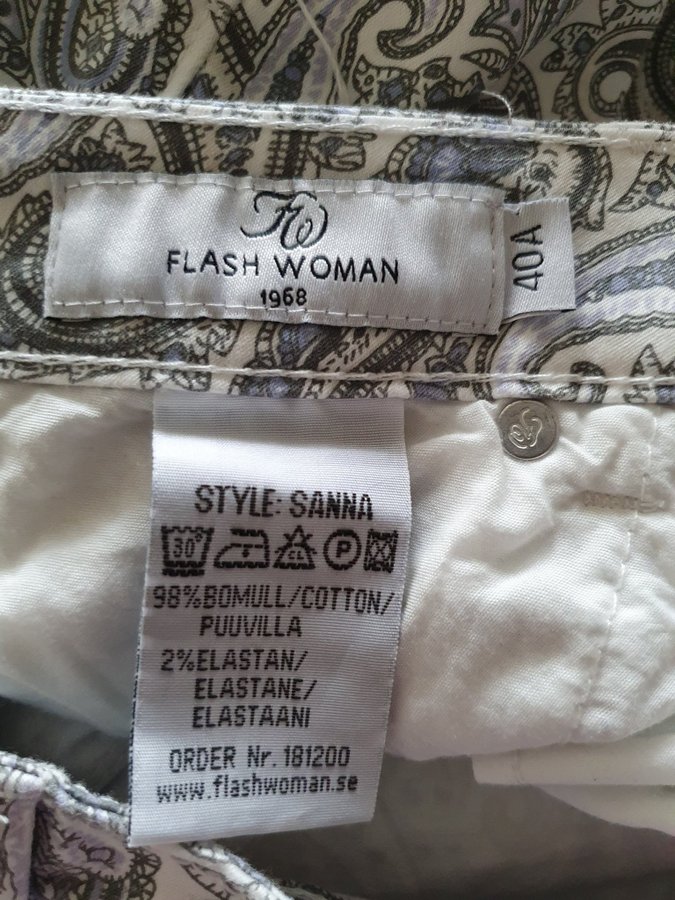 FW
FLASH WOMAN
1968
40A
STYLE: SANNA
30° CL P
98%BOMULL/COTTON/
PUUVILLA
2%ELASTAN/
ELASTANE/
ELASTAANI
ORDER Nr. 181200
www.flashwoman.se